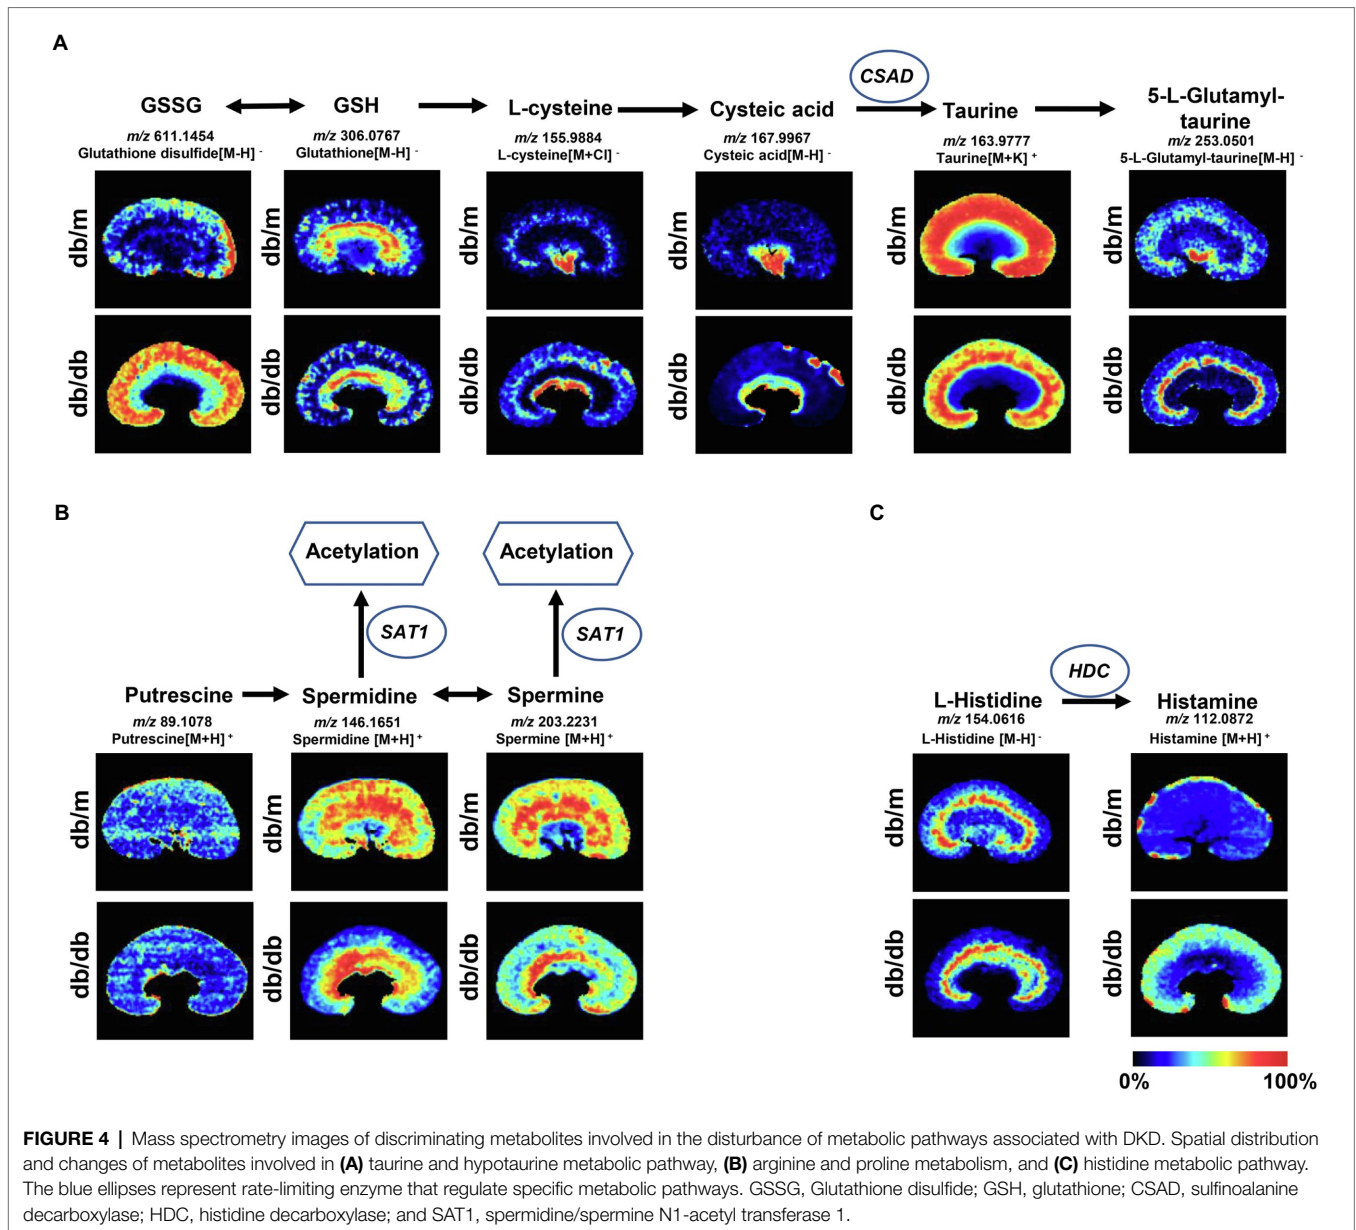 A
CSAD
GSSG GSH L-cysteine Cysteic acid Taurine 5-L-Glutamyl-
taurine
m/z 611.1454 m/z 306.0767 m/z 155.9884 m/z 167.9967 m/z 163.9777 m/z 253.0501
Glutathione disulfide[M-H] - Glutathione[M-H] - L-cysteine[M+Cl] - Cysteic acid[M-H] - Taurine[M+K] + 5-L-Glutamyl-taurine[M-H] -
db/m db/m db/m db/m db/m db/m
db/db db/db db/db db/db db/db db/db
B
Acetylation Acetylation
SAT1 SAT1
Putrescine Spermidine Spermine
m/z 89.1078 m/z 146.1651 m/z 203.2231
Putrescine[M+H] + Spermidine [M+H] + Spermine [M+H] +
db/m db/m db/m
db/db db/db db/db
C
HDC
L-Histidine Histamine
m/z 154.0616 m/z 112.0872
L-Histidine [M-H] - Histamine [M+H] +
db/m db/m
db/db db/db
0% 100%
FIGURE 4 | Mass spectrometry images of discriminating metabolites involved in the disturbance of metabolic pathways associated with DKD. Spatial distribution
and changes of metabolites involved in (A) taurine and hypotaurine metabolic pathway, (B) arginine and proline metabolism, and (C) histidine metabolic pathway.
The blue ellipses represent rate-limiting enzyme that regulate specific metabolic pathways. GSSG, Glutathione disulfide; GSH, glutathione; CSAD, sulfinoalanine
decarboxylase; HDC, histidine decarboxylase; and SAT1, spermidine/spermine N1-acetyl transferase 1.